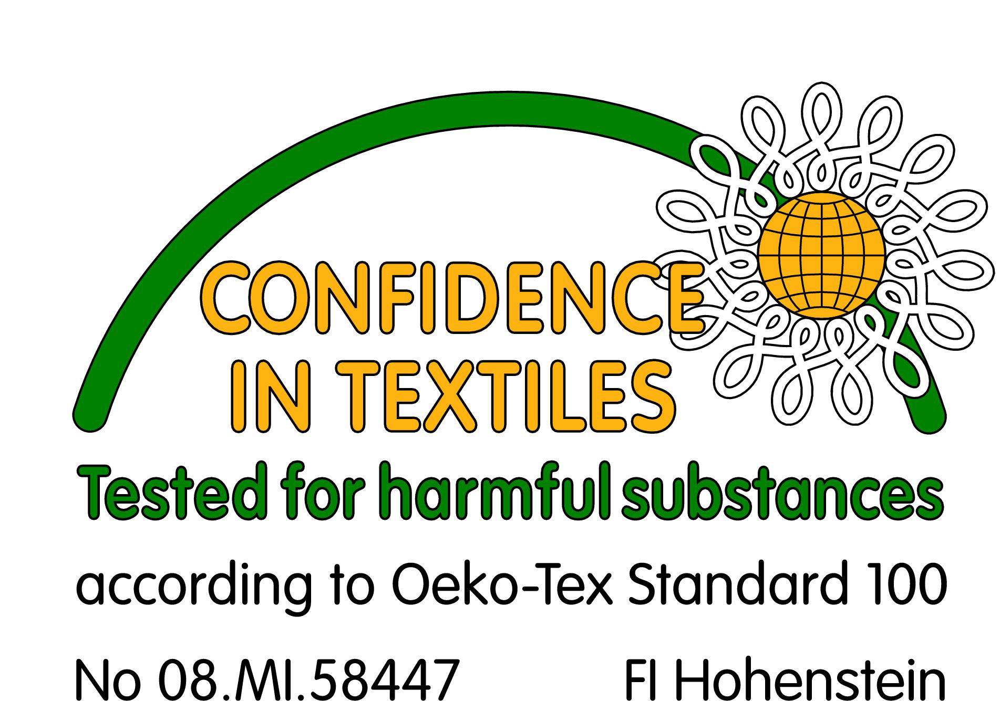 CONFIDENCE
IN TEXTILES
Tested for harmful substances
according to Oeko-Tex Standard 100
No 08.MI.58447 FI Hohenstein